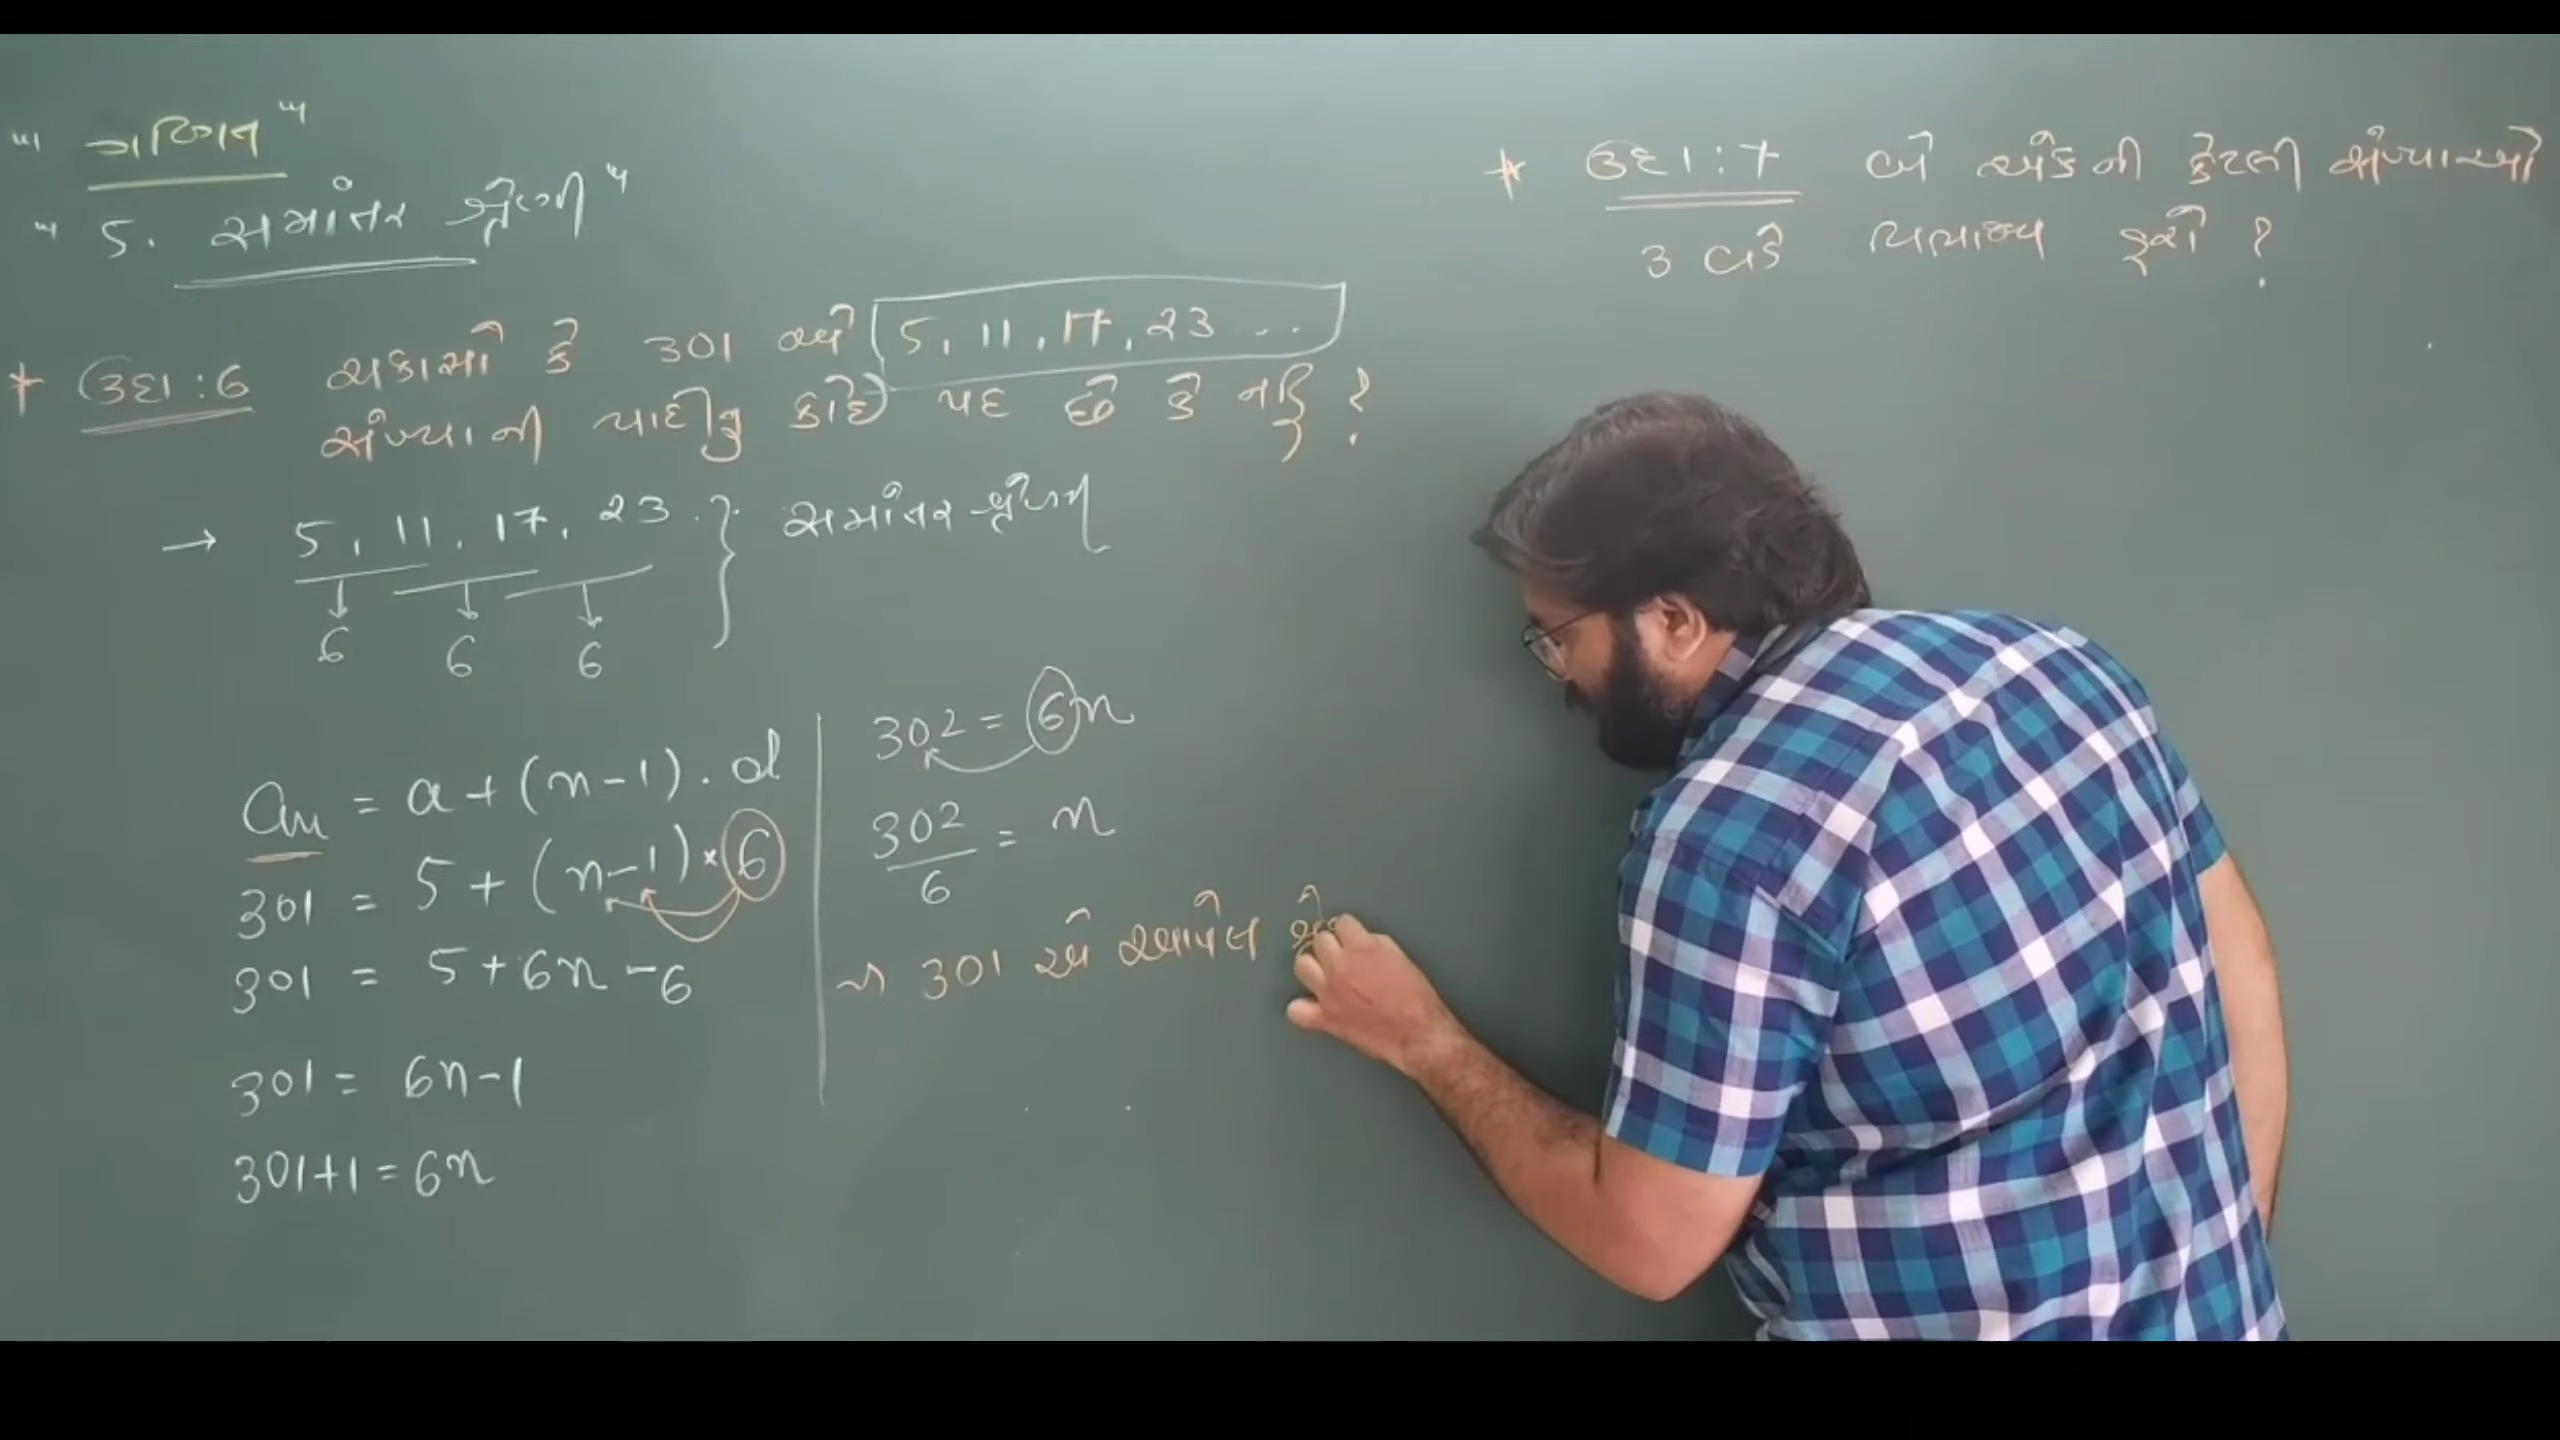 "ગણિત"
"5. સમાંતર શ્રેણી"
* ઉદા : 6 ચકાસો કે 301 એ 5, 11, 17, 23 ...
સંખ્યાની યાદીનું કોઈ પદ છે કે નહિ ?
→ 5, 11, 17, 23 . . } સમાંતર શ્રેણી
6 6 6
an = a + (n-1) . d
301 = 5 + (n-1) × 6
301 = 5 + 6n - 6
301 = 6n - 1
301+1 = 6n
302 = 6n
302/6 = n
→ 301 એ આપેલ
* ઉદા : 7 બે અંકની કેટલી સંખ્યાઓ
3 વડે વિભાજ્ય હશે ?